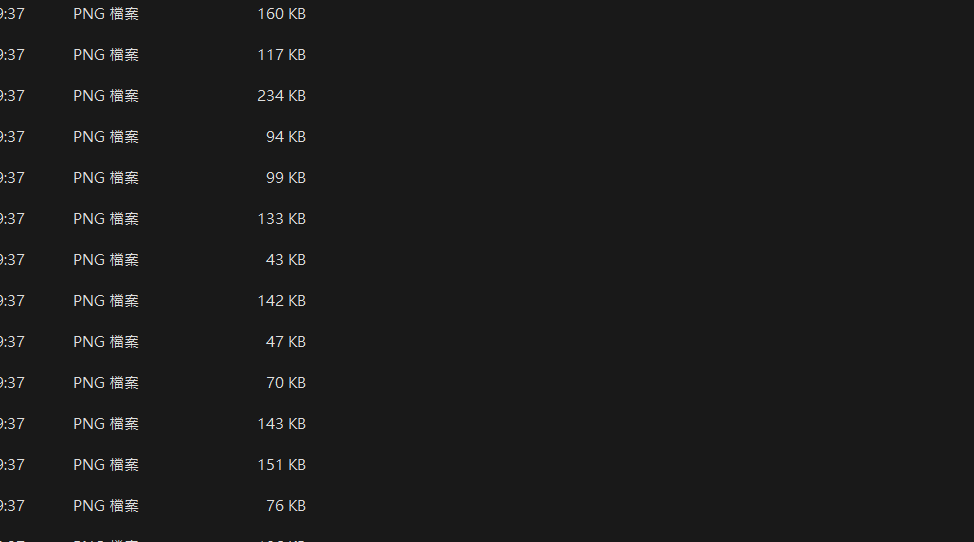 9:37 PNG 檔案 160 KB
9:37 PNG 檔案 117 KB
9:37 PNG 檔案 234 KB
9:37 PNG 檔案 94 KB
9:37 PNG 檔案 99 KB
9:37 PNG 檔案 133 KB
9:37 PNG 檔案 43 KB
9:37 PNG 檔案 142 KB
9:37 PNG 檔案 47 KB
9:37 PNG 檔案 70 KB
9:37 PNG 檔案 143 KB
9:37 PNG 檔案 151 KB
9:37 PNG 檔案 76 KB